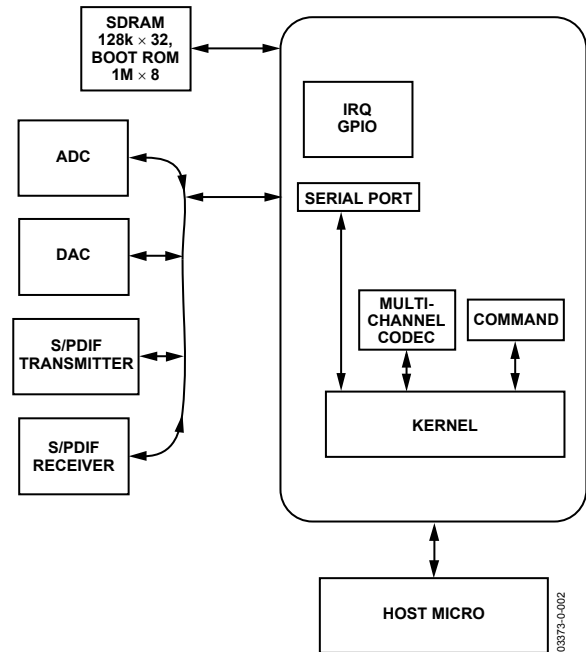 SDRAM
128k × 32,
BOOT ROM
1M × 8
IRQ
GPIO
ADC
SERIAL PORT
DAC
MULTI-
CHANNEL
CODEC
COMMAND
S/PDIF
TRANSMITTER
KERNEL
S/PDIF
RECEIVER
HOST MICRO
03373-0-002